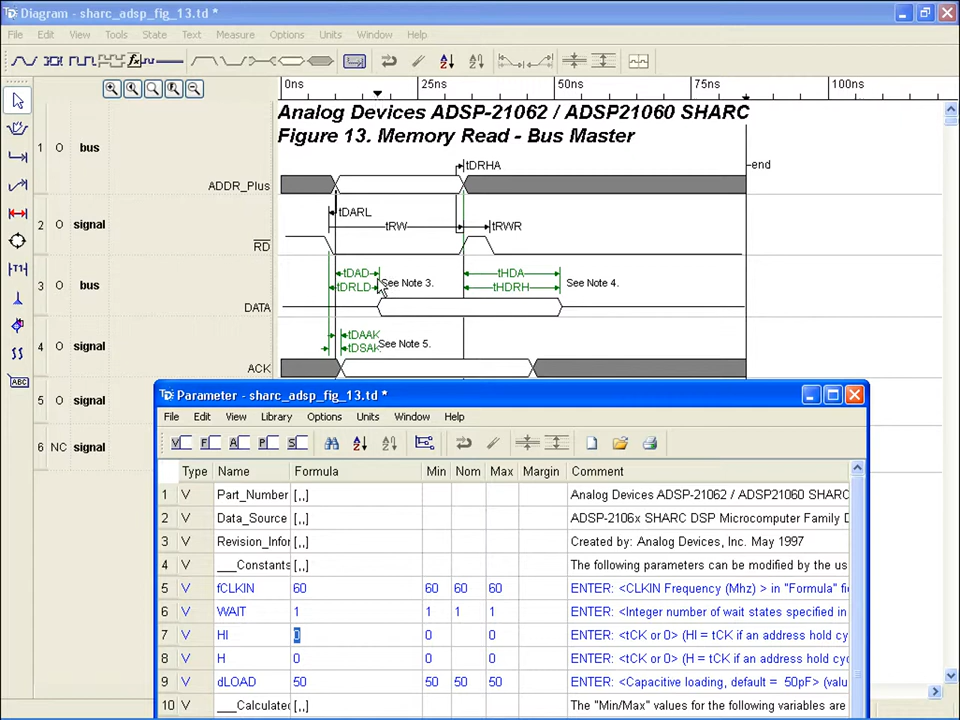 Diagram - sharc_adsp_fig_13.td *
File Edit View Tools State Text Measure Options Units Window Help
0ns 25ns 50ns 75ns 100ns
Analog Devices ADSP-21062 / ADSP21060 SHARC
Figure 13. Memory Read - Bus Master
1 O bus
tDRHA
end
ADDR_Plus
tDARL
2 O signal
tRW
tRWR
RD
tDAD
tHDA
3 O bus
tDRLD
See Note 3.
tHDRH
See Note 4.
DATA
tDAAK
4 O signal
tDSAK
See Note 5.
ACK
5 O signal
6 NC signal
Parameter - sharc_adsp_fig_13.td *
File Edit View Library Options Units Window Help
Type Name Formula Min Nom Max Margin Comment
1 V Part_Number [,,] Analog Devices ADSP-21062 / ADSP21060 SHARC
2 V Data_Source [,,] ADSP-2106x SHARC DSP Microcomputer Family D
3 V Revision_Infor [,,] Created by: Analog Devices, Inc. May 1997
4 V ___Constants [,,] The following parameters can be modified by the us
5 V fCLKIN 60 60 60 60 ENTER: <CLKIN Frequency (Mhz) > in "Formula" fie
6 V WAIT 1 1 1 1 ENTER: <Integer number of wait states specified in
7 V HI 0 0 0 ENTER: <tCK or 0> (HI = tCK if an address hold cy
8 V H 0 0 0 ENTER: <tCK or 0> (H = tCK if an address hold cyc
9 V dLOAD 50 50 50 50 ENTER: <Capacitive loading, default = 50pF> (valu
10 V ___Calculated [,,] The "Min/Max" values for the following variables are